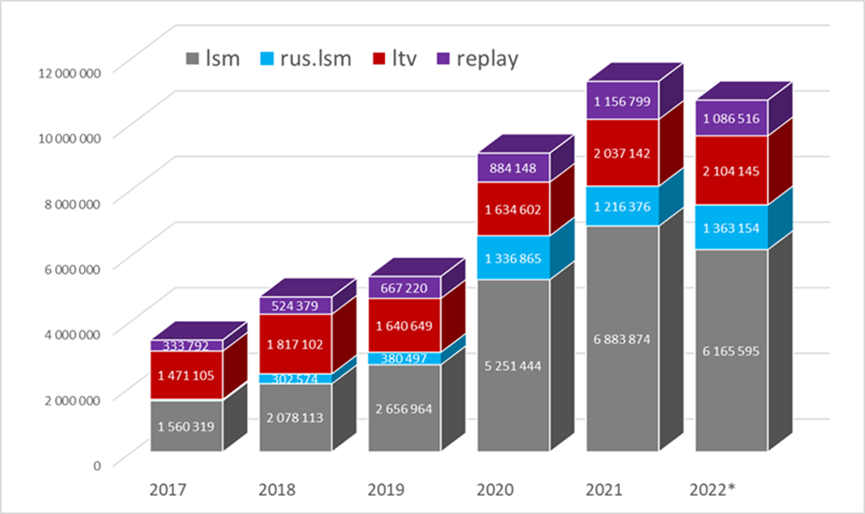 lsm rus.lsm ltv replay
12 000 000
10 000 000
8 000 000
6 000 000
4 000 000
2 000 000
0
333 792
1 471 105
1 560 319
524 379
1 817 102
302 574
2 078 113
667 220
1 640 649
380 497
2 656 964
884 148
1 634 602
1 336 865
5 251 444
1 156 799
2 037 142
1 216 376
6 883 874
1 086 516
2 104 145
1 363 154
6 165 595
2017 2018 2019 2020 2021 2022*